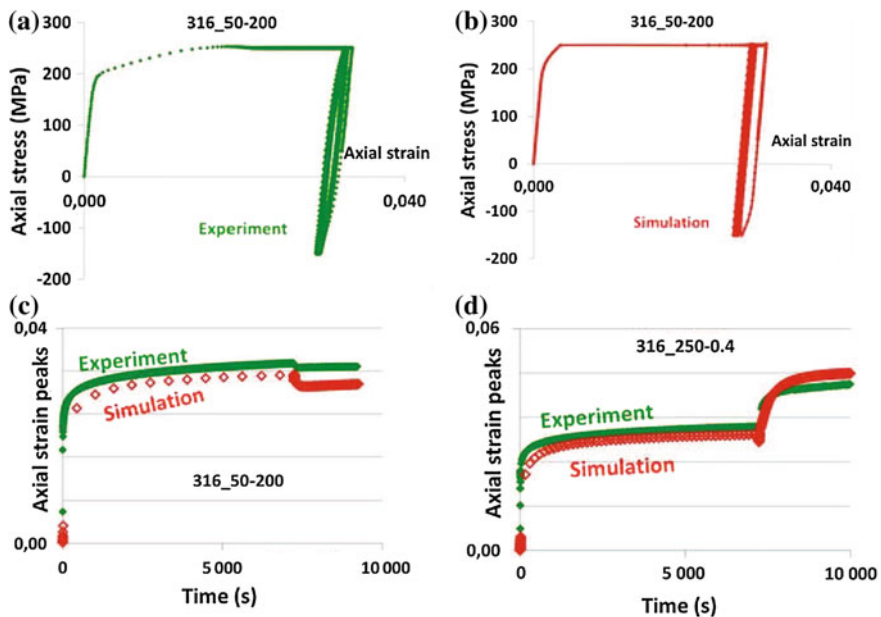 (a)
316_50-200
Axial stress (MPa)
300
200
100
0
-100
-200
0,000
0,040
Axial strain
Experiment
(b)
316_50-200
Axial stress (MPa)
300
200
100
0
-100
-200
0,000
0,040
Axial strain
Simulation
(c)
Axial strain peaks
0,04
0,00
Experiment
Simulation
316_50-200
0
5 000
10 000
Time (s)
(d)
Axial strain peaks
0,06
0,00
316_250-0.4
Experiment
Simulation
0
5 000
10 000
Time (s)